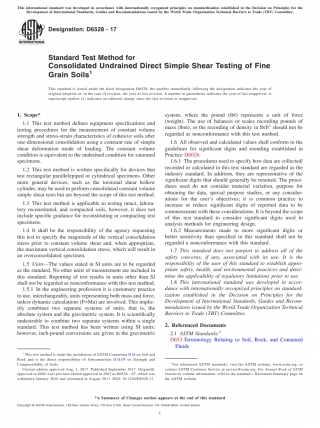 This international standard was developed in accordance with internationally recognized principles on standardization established in the Decision on Principles for the
Development of International Standards, Guides and Recommendations issued by the World Trade Organization Technical Barriers to Trade (TBT) Committee.
Designation: D6528 − 17
INTERNATIONAL
Standard Test Method for
Consolidated Undrained Direct Simple Shear Testing of Fine
Grain Soils1
This standard is issued under the fixed designation D6528; the number immediately following the designation indicates the year of
original adoption or, in the case of revision, the year of last revision. A number in parentheses indicates the year of last reapproval. A
superscript epsilon (ε) indicates an editorial change since the last revision or reapproval.
1. Scope*
1.1 This test method defines equipment specifications and
testing procedures for the measurement of constant volume
strength and stress-strain characteristics of cohesive soils after
one-dimensional consolidation using a constant rate of simple
shear deformation mode of loading. The constant volume
condition is equivalent to the undrained condition for saturated
specimens.
1.2 This test method is written specifically for devices that
test rectangular parallelepiped or cylindrical specimens. Other
more general devices, such as the torsional shear hollow
cylinder, may be used to perform consolidated constant volume
simple shear tests but are beyond the scope of this test method.
1.3 This test method is applicable to testing intact, labora-
tory reconstituted, and compacted soils, however, it does not
include specific guidance for reconstituting or compacting test
specimens.
1.4 It shall be the responsibility of the agency requesting
this test to specify the magnitude of the vertical consolidation
stress prior to constant volume shear and, when appropriate,
the maximum vertical consolidation stress, which will result in
an overconsolidated specimen.
1.5 Units—The values stated in SI units are to be regarded
as the standard. No other units of measurement are included in
this standard. Reporting of test results in units other than SI
shall not be regarded as nonconformance with this test method.
1.5.1 In the engineering profession it is customary practice
to use, interchangeably, units representing both mass and force,
unless dynamic calculations (F=Ma) are involved. This implic-
itly combines two separate systems of units, that is, the
absolute system and the gravimetric system. It is scientifically
undesirable to combine two separate systems within a single
standard. This test method has been written using SI units;
however, inch-pound conversions are given in the gravimetric
system, where the pound (lbf) represents a unit of force
(weight). The use of balances or scales recording pounds of
mass (lbm), or the recording of density in lb/ft3 should not be
regarded as nonconformance with this test method.
1.6 All observed and calculated values shall conform to the
guidelines for significant digits and rounding established in
Practice D6026.
1.6.1 The procedures used to specify how data are collected/
recorded or calculated in this test standard are regarded as the
industry standard. In addition, they are representative of the
significant digits that should generally be retained. The proce-
dures used do not consider material variation, purpose for
obtaining the data, special purpose studies, or any consider-
ations for the user's objectives; it is common practice to
increase or reduce significant digits of reported data to be
commensurate with these considerations. It is beyond the scope
of this test standard to consider significant digits used in
analysis methods for engineering design.
1.6.2 Measurements made to more significant digits or
better sensitivity than specified in this standard shall not be
regarded a nonconformance with this standard.
1.7 This standard does not purport to address all of the
safety concerns, if any, associated with its use. It is the
responsibility of the user of this standard to establish appro-
priate safety, health, and environmental practices and deter-
mine the applicability of regulatory limitations prior to use.
1.8 This international standard was developed in accor-
dance with internationally recognized principles on standard-
ization established in the Decision on Principles for the
Development of International Standards, Guides and Recom-
mendations issued by the World Trade Organization Technical
Barriers to Trade (TBT) Committee.
2. Referenced Documents
2.1 ASTM Standards:2
D653 Terminology Relating to Soil, Rock, and Contained
Fluids
1 This test method is under the jurisdiction of ASTM Committee D18 on Soil and
Rock and is the direct responsibility of Subcommittee D18.05 on Strength and
Compressibility of Soils.
Current edition approved Aug. 1, 2017. Published September 2017. Originally
approved in 2000. Last previous edition approved in 2007 as D6528 – 07, which was
withdrawn January 2016 and reinstated in August 2017. DOI: 10.1520/D6528-17.
2 For referenced ASTM standards, visit the ASTM website, www.astm.org, or
contact ASTM Customer Service at service@astm.org. For Annual Book of ASTM
Standards volume information, refer to the standard's Document Summary page on
the ASTM website.
*A Summary of Changes section appears at the end of this standard
Copyright © ASTM International, 100 Barr Harbor Drive, PO Box C700, West Conshohocken, PA 19428-2959. United States
1